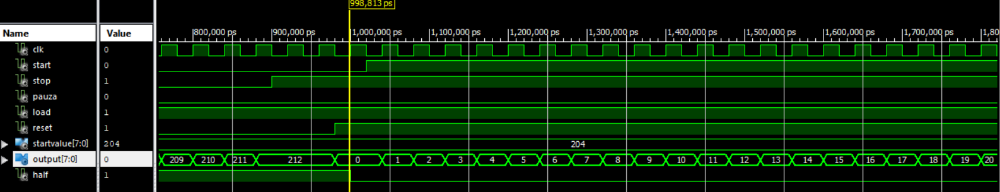 998,813 ps
Name Value 800,000 ps 900,000 ps 1,000,000 ps 1,100,000 ps 1,200,000 ps 1,300,000 ps 1,400,000 ps 1,500,000 ps 1,600,000 ps 1,700,000 ps 1,80
clk 0
start 0
stop 1
pauza 0
load 1
reset 1
startvalue[7:0] 204 204
output[7:0] 0 209 210 211 212 0 1 2 3 4 5 6 7 8 9 10 11 12 13 14 15 16 17 18 19 20
half 1